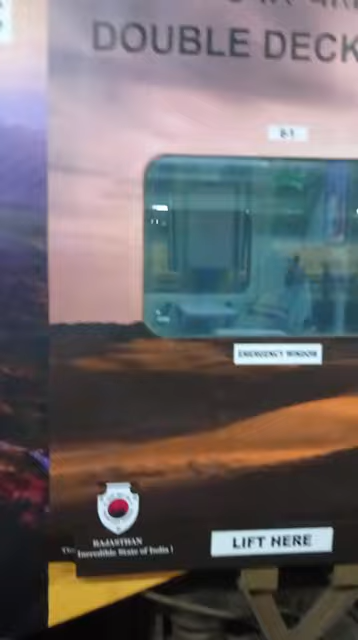 DOUBLE DECK
EMERGENCY WINDOW
RAJASTHAN
The Incredible State of India !
LIFT HERE